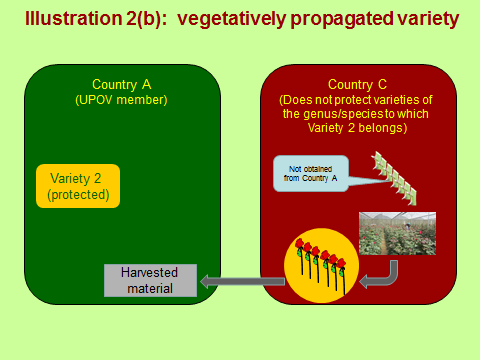 Illustration 2(b): vegetatively propagated variety
Country A
(UPOV member)
Variety 2
(protected)
Harvested
material
Country C
(Does not protect varieties of
the genus/species to which
Variety 2 belongs)
Not obtained
from Country A